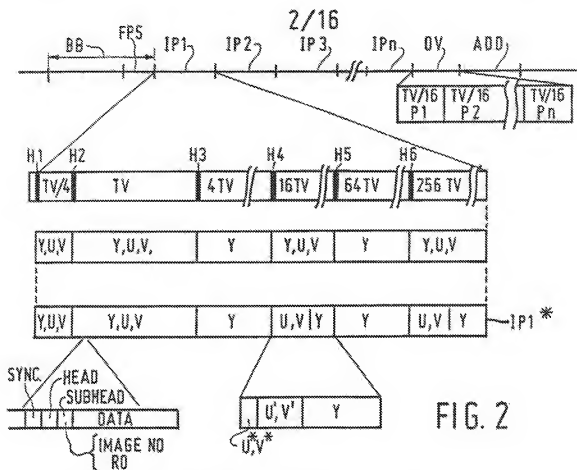 2/16
BB FPS IP1 IP2 IP3 IPn OV ADD
TV/16 TV/16 TV/16
P1 P2 Pn
H1 H2 H3 H4 H5 H6
TV/4 TV 4TV 16TV 64TV 256 TV
Y,U,V Y,U,V, Y Y,U,V Y Y,U,V
Y,U,V Y,U,V Y U,V Y Y U,V Y IP1*
SYNC. HEAD
SUBHEAD
DATA
IMAGE NO
RO
U',V' Y
U*,V*
FIG. 2